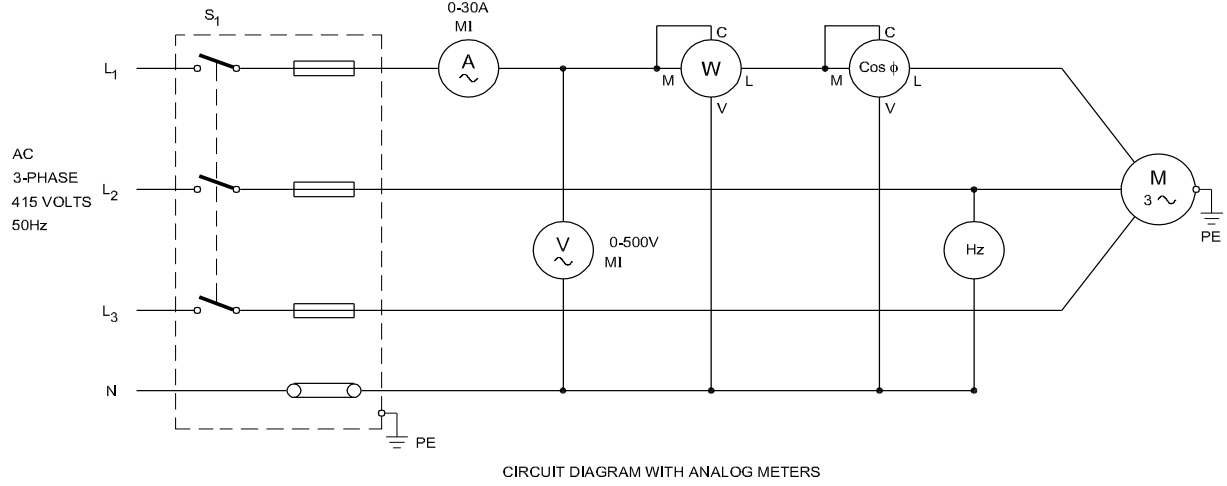 S1
0-30A
MI
L1
A
M
C
W
L
V
M
C
Cos ϕ
L
V
AC
3-PHASE
415 VOLTS
50Hz
L2
M
3 ~
PE
V
0-500V
MI
Hz
L3
N
PE
CIRCUIT DIAGRAM WITH ANALOG METERS